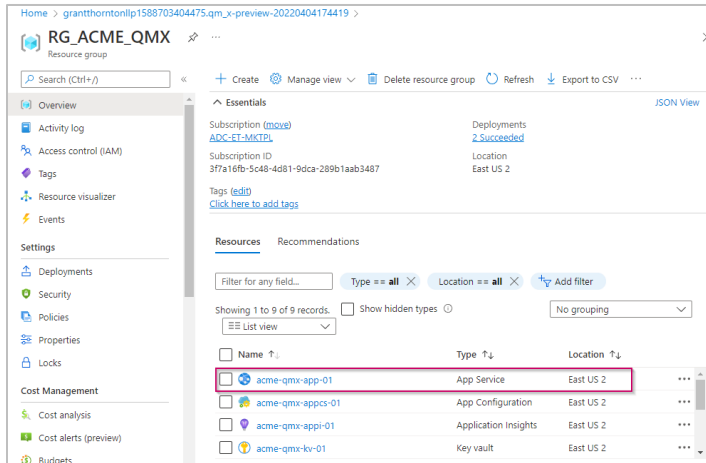 Home > grantthorntonllp1588703404475.qm_x-preview-20220404174419 >
RG_ACME_QMX
Resource group
Search (Ctrl+/)
Overview
Activity log
Access control (IAM)
Tags
Resource visualizer
Events
Settings
Deployments
Security
Policies
Properties
Locks
Cost Management
Cost analysis
Cost alerts (preview)
Budgets
Create Manage view Delete resource group Refresh Export to CSV
Essentials JSON View
Subscription (move) Deployments
ADC-ET-MKTPL 2 Succeeded
Subscription ID Location
3f7a16fb-5c48-4d81-9dca-289b1aab3487 East US 2
Tags (edit)
Click here to add tags
Resources Recommendations
Filter for any field... Type == all Location == all Add filter
Showing 1 to 9 of 9 records. Show hidden types No grouping
List view
Name Type Location
acme-qmx-app-01 App Service East US 2
acme-qmx-appcs-01 App Configuration East US 2
acme-qmx-appi-01 Application Insights East US 2
acme-qmx-kv-01 Key vault East US 2